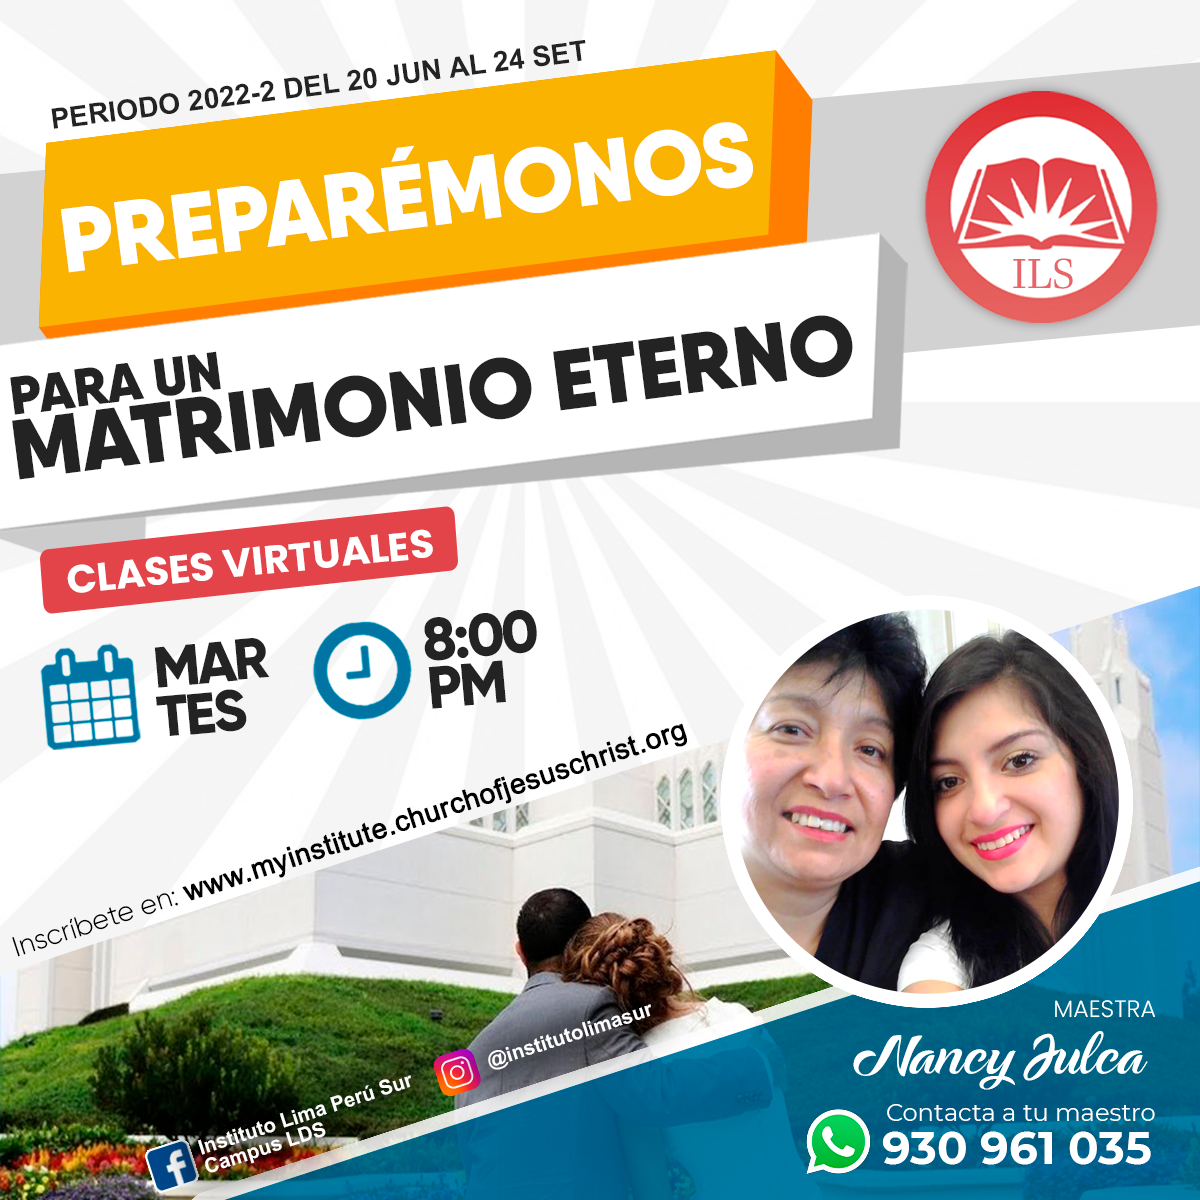 PERIODO 2022-2 DEL 20 JUN AL 24 SET
PREPARÉMONOS
PARA UN
MATRIMONIO ETERNO
ILS
CLASES VIRTUALES
MAR
TES
8:00
PM
Inscríbete en: www.myinstitute.churchofjesuschrist.org
@institutolimasur
Instituto Lima Perú Sur
Campus LDS
MAESTRA
Nancy Julca
Contacta a tu maestro
930 961 035